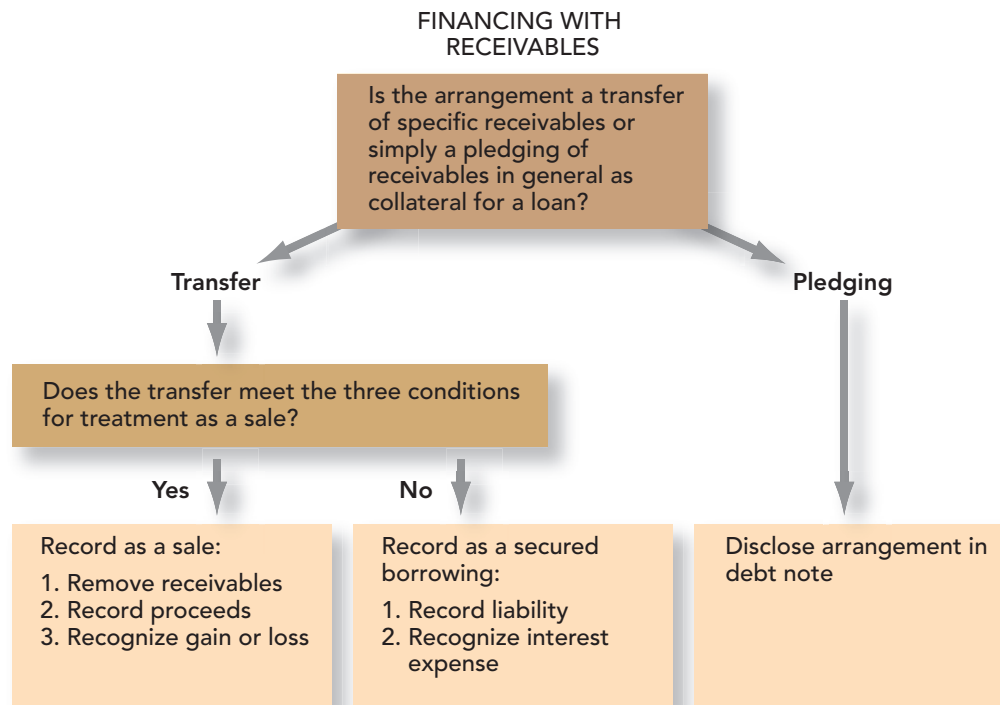 FINANCING WITH
RECEIVABLES
Is the arrangement a transfer
of specific receivables or
simply a pledging of
receivables in general as
collateral for a loan?
Transfer
Pledging
Does the transfer meet the three conditions
for treatment as a sale?
Yes
No
Record as a sale:
1. Remove receivables
2. Record proceeds
3. Recognize gain or loss
Record as a secured
borrowing:
1. Record liability
2. Recognize interest
expense
Disclose arrangement in
debt note